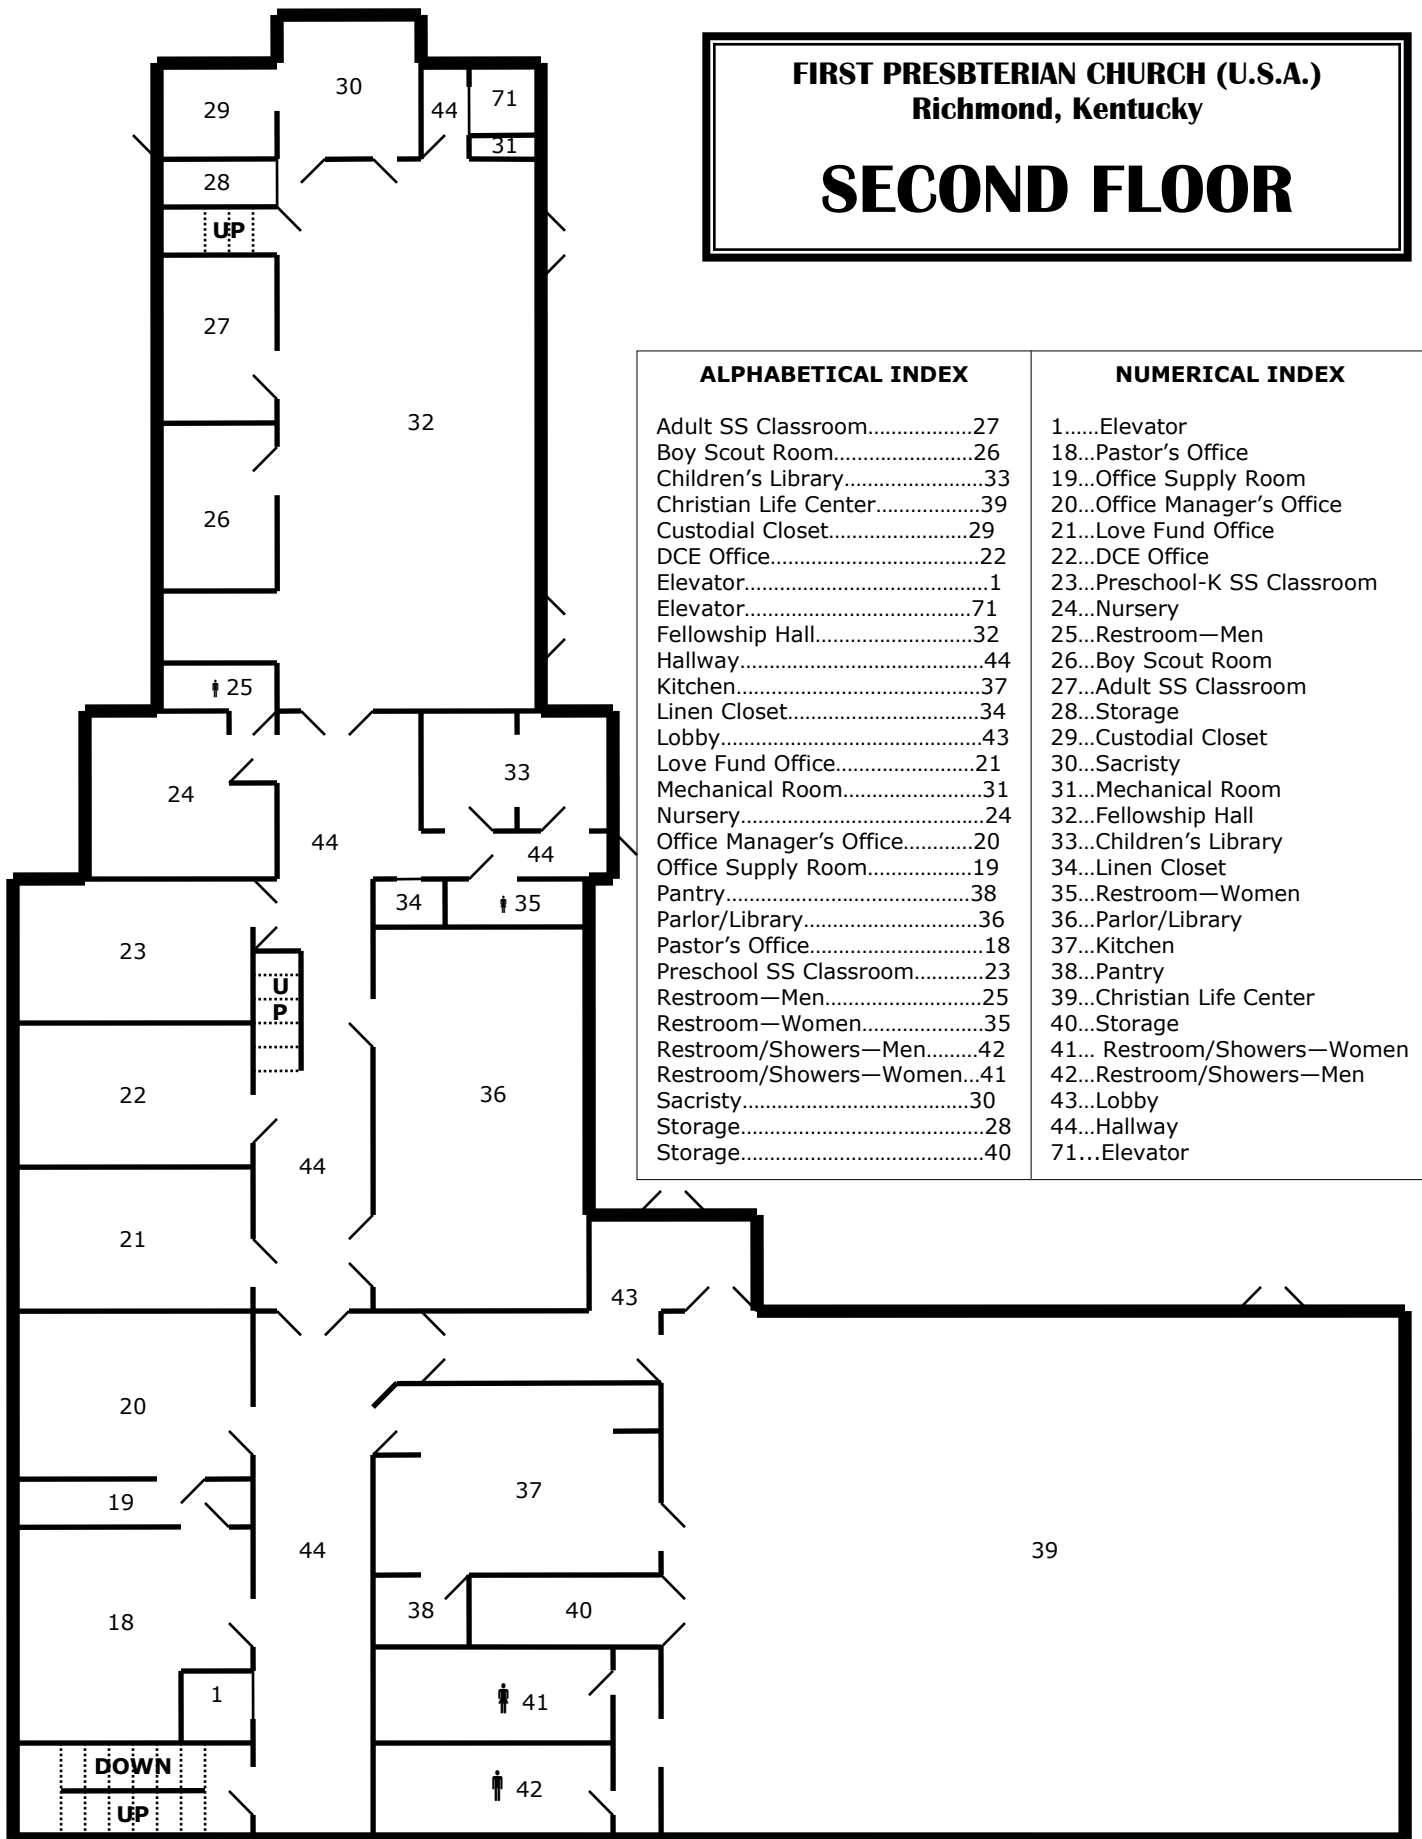 FIRST PRESBTERIAN CHURCH (U.S.A.)
Richmond, Kentucky
SECOND FLOOR
30
29
44
71
31
28
UP
27
32
26
25
24
33
44
44
34
35
23
U
P
22
36
44
21
43
20
37
19
44
39
18
38
40
1
41
DOWN
42
UP
ALPHABETICAL INDEX
Adult SS Classroom..................27
Boy Scout Room........................26
Children’s Library........................33
Christian Life Center..................39
Custodial Closet........................29
DCE Office..............................22
Elevator...................................1
Elevator.................................71
Fellowship Hall.......................32
Hallway...................................44
Kitchen...................................37
Linen Closet...........................34
Lobby.....................................43
Love Fund Office....................21
Mechanical Room....................31
Nursery...................................24
Office Manager’s Office............20
Office Supply Room.................19
Pantry.....................................38
Parlor/Library.........................36
Pastor’s Office........................18
Preschool SS Classroom............23
Restroom—Men......................25
Restroom—Women..................35
Restroom/Showers—Men.........42
Restroom/Showers—Women...41
Sacristy..................................30
Storage...................................28
Storage...................................40
NUMERICAL INDEX
1......Elevator
18...Pastor’s Office
19...Office Supply Room
20...Office Manager’s Office
21...Love Fund Office
22...DCE Office
23...Preschool-K SS Classroom
24...Nursery
25...Restroom—Men
26...Boy Scout Room
27...Adult SS Classroom
28...Storage
29...Custodial Closet
30...Sacristy
31...Mechanical Room
32...Fellowship Hall
33...Children’s Library
34...Linen Closet
35...Restroom—Women
36...Parlor/Library
37...Kitchen
38...Pantry
39...Christian Life Center
40...Storage
41... Restroom/Showers—Women
42...Restroom/Showers—Men
43...Lobby
44...Hallway
71...Elevator